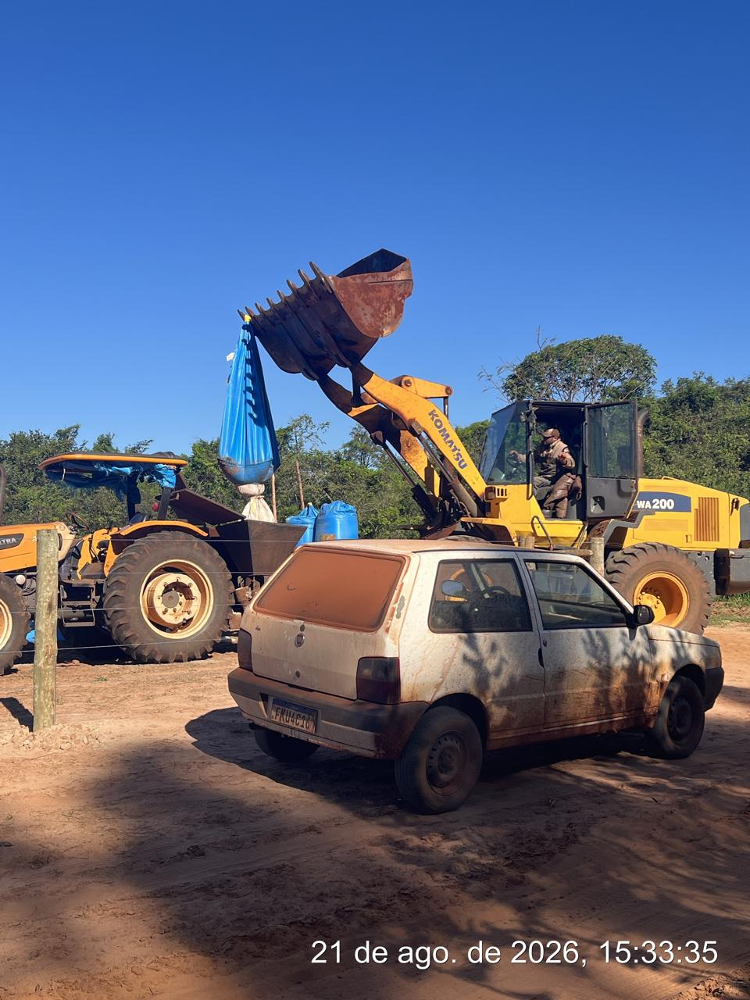 KOMATSU
WA200
FKU4C16
21 de ago. de 2026, 15:33:35